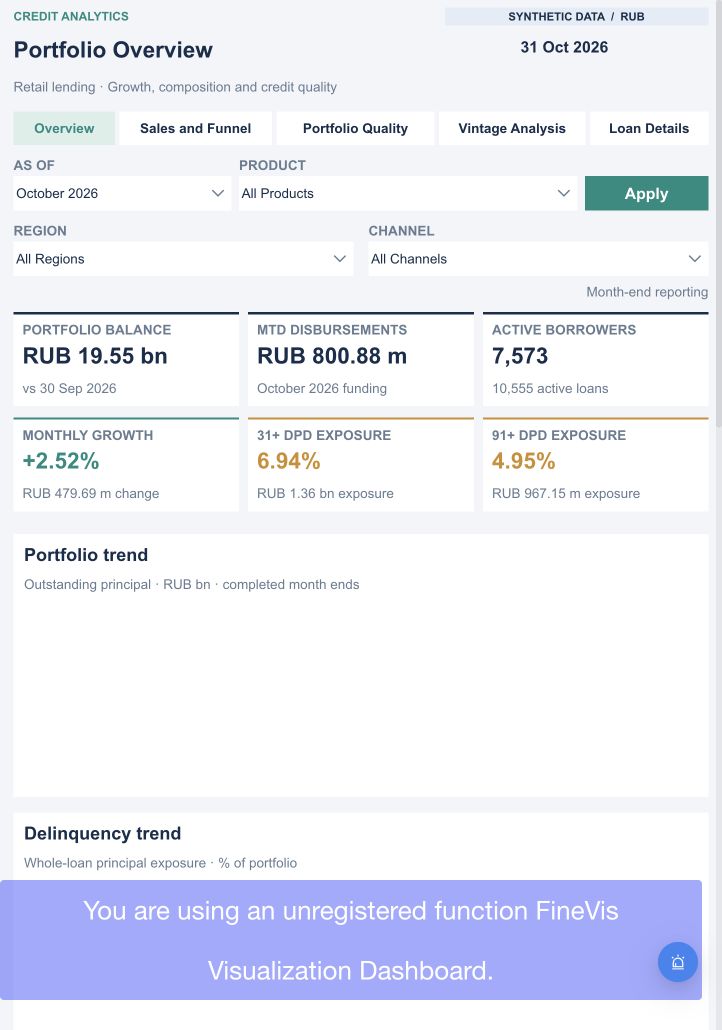 CREDIT ANALYTICS
SYNTHETIC DATA / RUB
Portfolio Overview
31 Oct 2026
Retail lending · Growth, composition and credit quality
Overview
Sales and Funnel
Portfolio Quality
Vintage Analysis
Loan Details
AS OF
PRODUCT
October 2026
All Products
Apply
REGION
CHANNEL
All Regions
All Channels
Month-end reporting
PORTFOLIO BALANCE
RUB 19.55 bn
vs 30 Sep 2026
MTD DISBURSEMENTS
RUB 800.88 m
October 2026 funding
ACTIVE BORROWERS
7,573
10,555 active loans
MONTHLY GROWTH
+2.52%
RUB 479.69 m change
31+ DPD EXPOSURE
6.94%
RUB 1.36 bn exposure
91+ DPD EXPOSURE
4.95%
RUB 967.15 m exposure
Portfolio trend
Outstanding principal · RUB bn · completed month ends
Delinquency trend
Whole-loan principal exposure · % of portfolio
You are using an unregistered function FineVis
Visualization Dashboard.